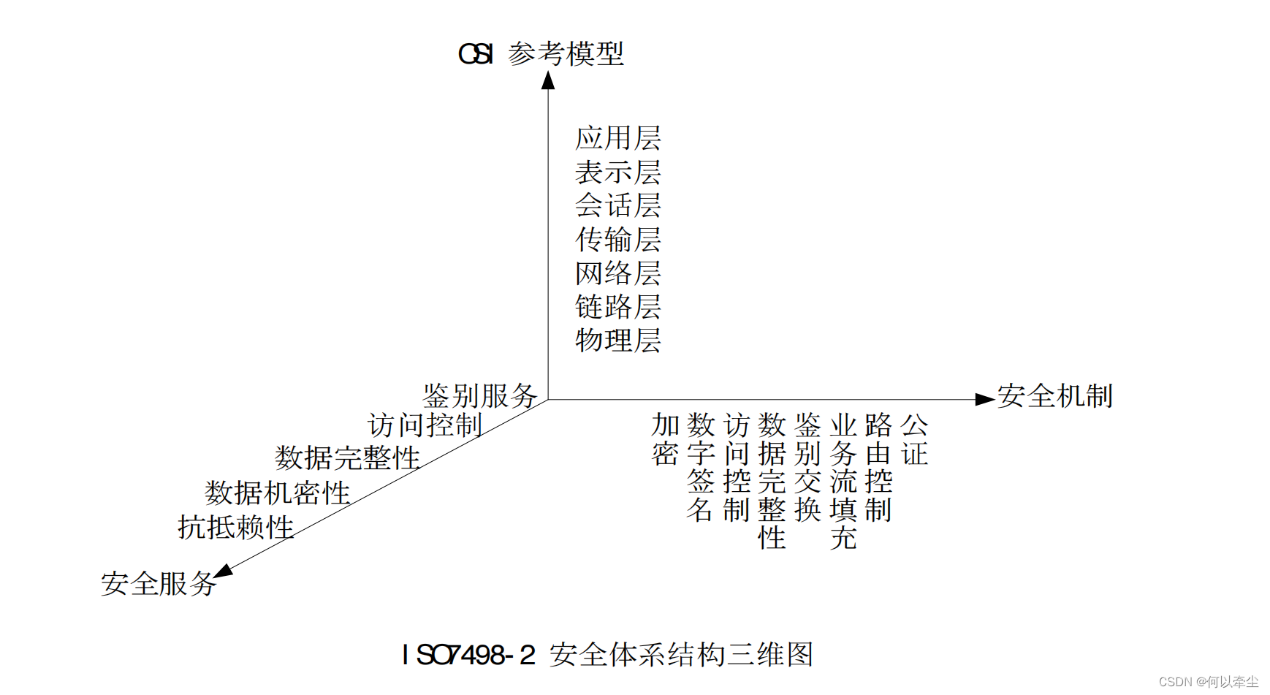 OSI 参考模型
应用层
表示层
会话层
传输层
网络层
链路层
物理层
鉴别服务
访问控制
数据完整性
数据机密性
抗抵赖性
安全服务
安全机制
加密
数字签名
访问控制
数据完整性
鉴别交换
业务流填充
路由控制
公证
ISO7498-2 安全体系结构三维图
CSDN @何以牵尘